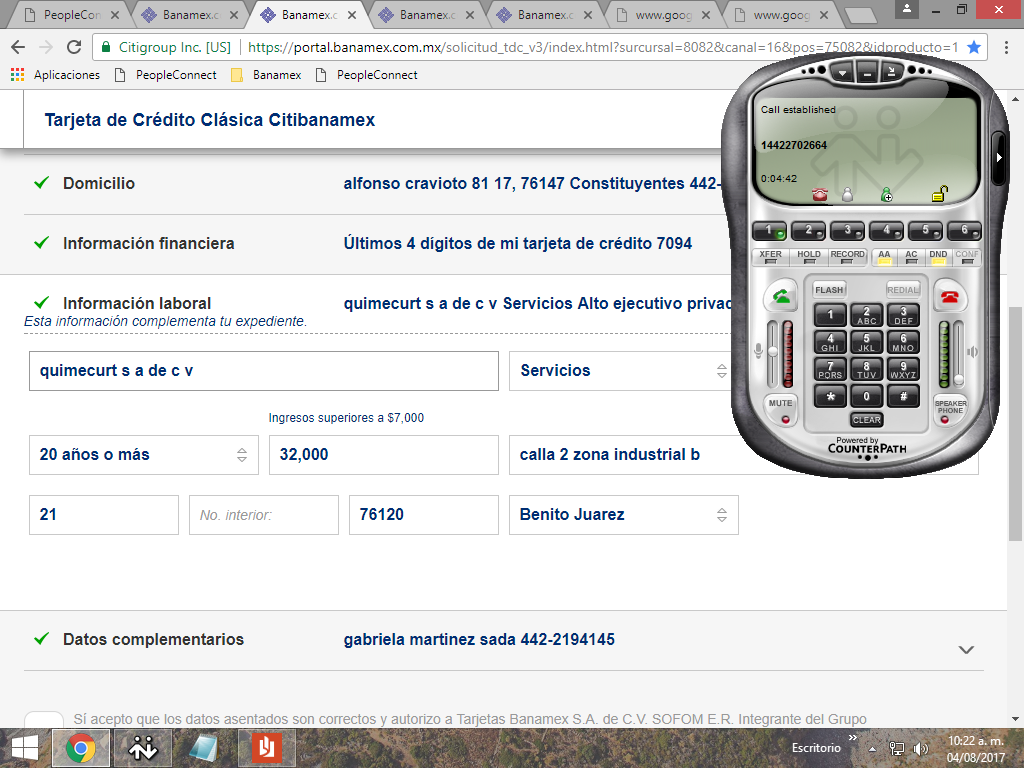 PeopleCon
Banamex.c
Banamex.c
Banamex.c
Banamex.c
www.goog
www.goog
Citigroup Inc. [US]
https://portal.banamex.com.mx/solicitud_tdc_v3/index.html?surcursal=8082&canal=16&pos=75082&idproducto=1
Aplicaciones
PeopleConnect
Banamex
PeopleConnect
Tarjeta de Crédito Clásica Citibanamex
Domicilio
alfonso cravioto 81 17, 76147 Constituyentes 442-
Información financiera
Últimos 4 dígitos de mi tarjeta de crédito 7094
Información laboral
quimecurt s a de c v Servicios Alto ejecutivo privac
Esta información complementa tu expediente.
quimecurt s a de c v
Servicios
Ingresos superiores a $7,000
20 años o más
32,000
calla 2 zona industrial b
21
No. interior:
76120
Benito Juarez
Datos complementarios
gabriela martinez sada 442-2194145
Sí acepto que los datos asentados son correctos y autorizo a Tarjetas Banamex S.A. de C.V. SOFOM E.R. Integrante del Grupo
Call established
14422702664
0:04:42
1 2 3 4 5 6
XFER HOLD RECORD AA AC DND CONF
FLASH REDIAL
1 2 ABC 3 DEF
4 GHI 5 JKL 6 MNO
7 PQRS 8 TUV 9 WXYZ
* 0 #
MUTE
SPEAKER PHONE
CLEAR
Powered by
COUNTERPATH
Escritorio
10:22 a. m.
04/08/2017